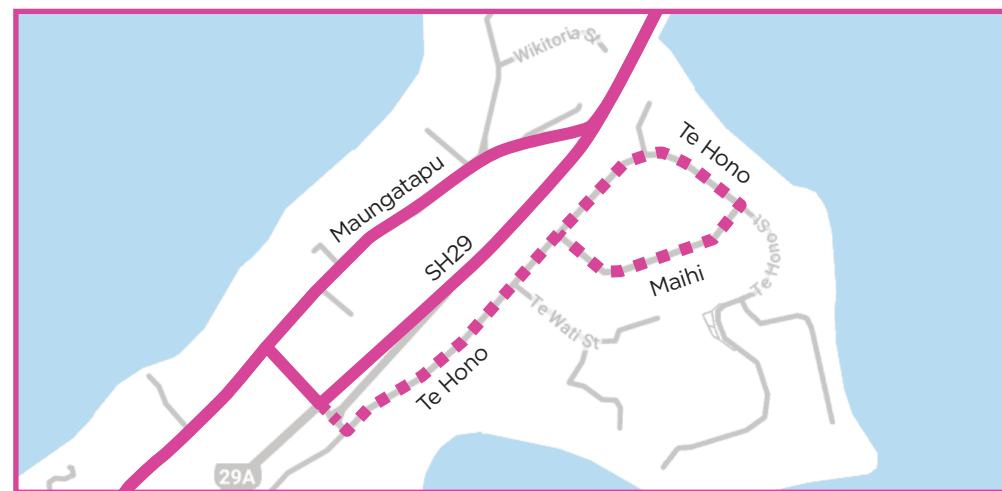 Wikitoria St
Te Hono
Maungatapu
SH29
Te Hono St
Maihi
Te Wati St
Te Hono
29A